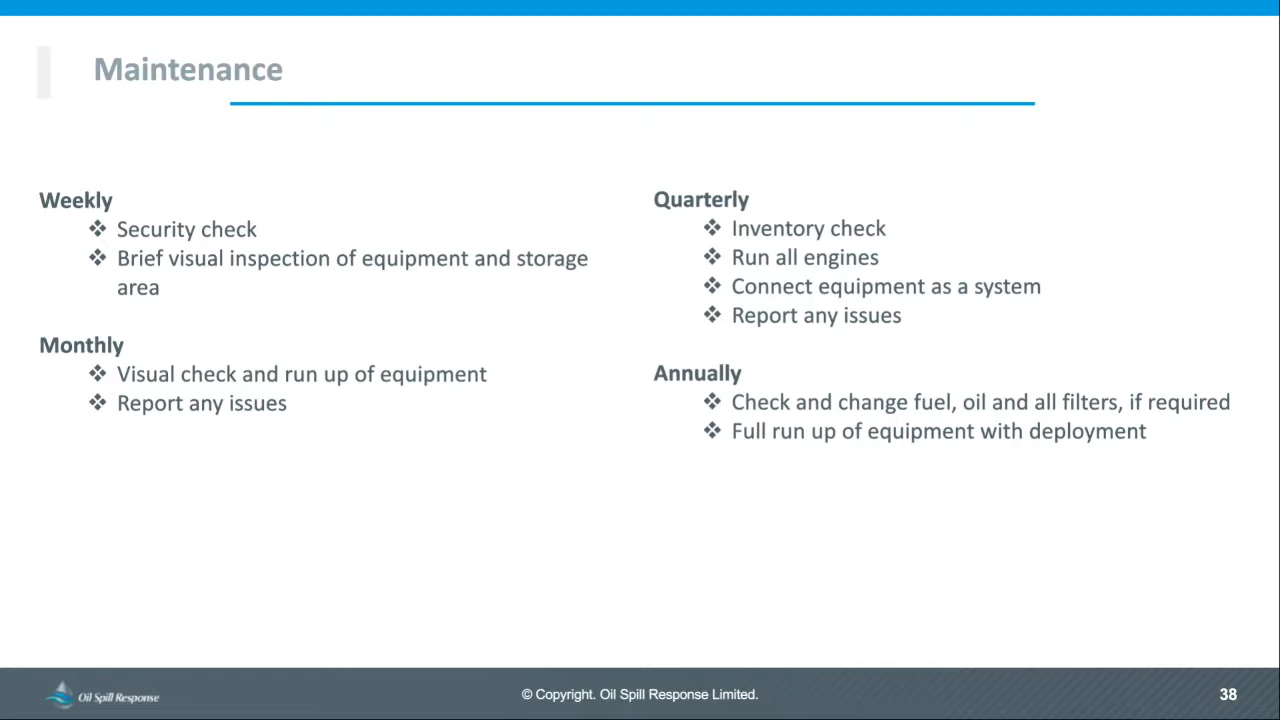 Maintenance
Weekly
❖ Security check
❖ Brief visual inspection of equipment and storage
area
Monthly
❖ Visual check and run up of equipment
❖ Report any issues
Quarterly
❖ Inventory check
❖ Run all engines
❖ Connect equipment as a system
❖ Report any issues
Annually
❖ Check and change fuel, oil and all filters, if required
❖ Full run up of equipment with deployment
Oil Spill Response
© Copyright. Oil Spill Response Limited.
38